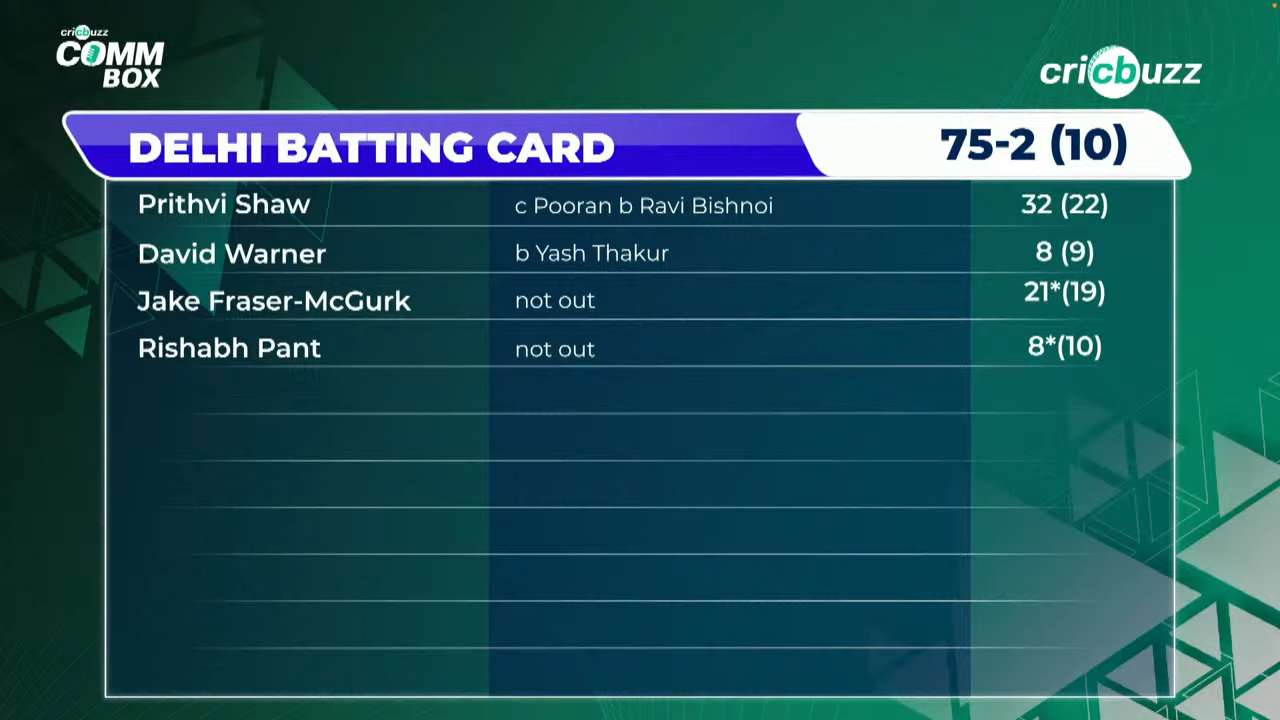 cricbuzz
COMM
BOX
cricbuzz
DELHI BATTING CARD 75-2 (10)
Prithvi Shaw c Pooran b Ravi Bishnoi 32 (22)
David Warner b Yash Thakur 8 (9)
Jake Fraser-McGurk not out 21*(19)
Rishabh Pant not out 8*(10)